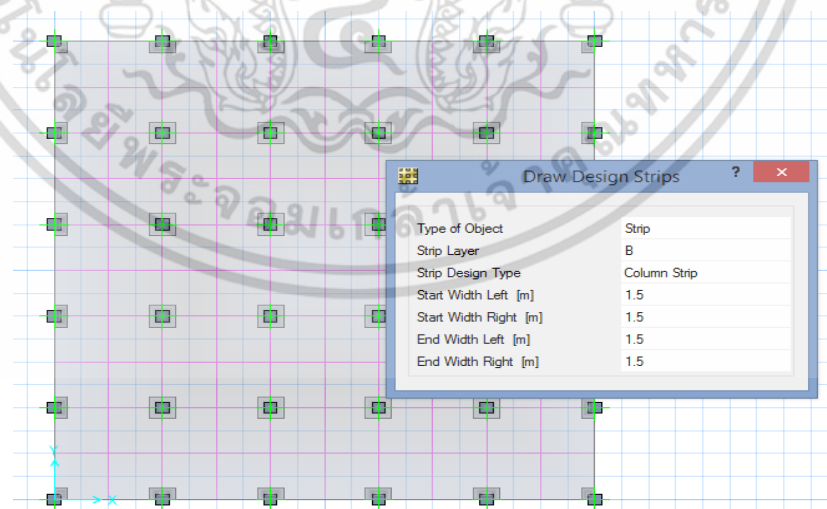 Draw Design Strips
?
×
Type of Object Strip
Strip Layer B
Strip Design Type Column Strip
Start Width Left [m] 1.5
Start Width Right [m] 1.5
End Width Left [m] 1.5
End Width Right [m] 1.5
Y
X